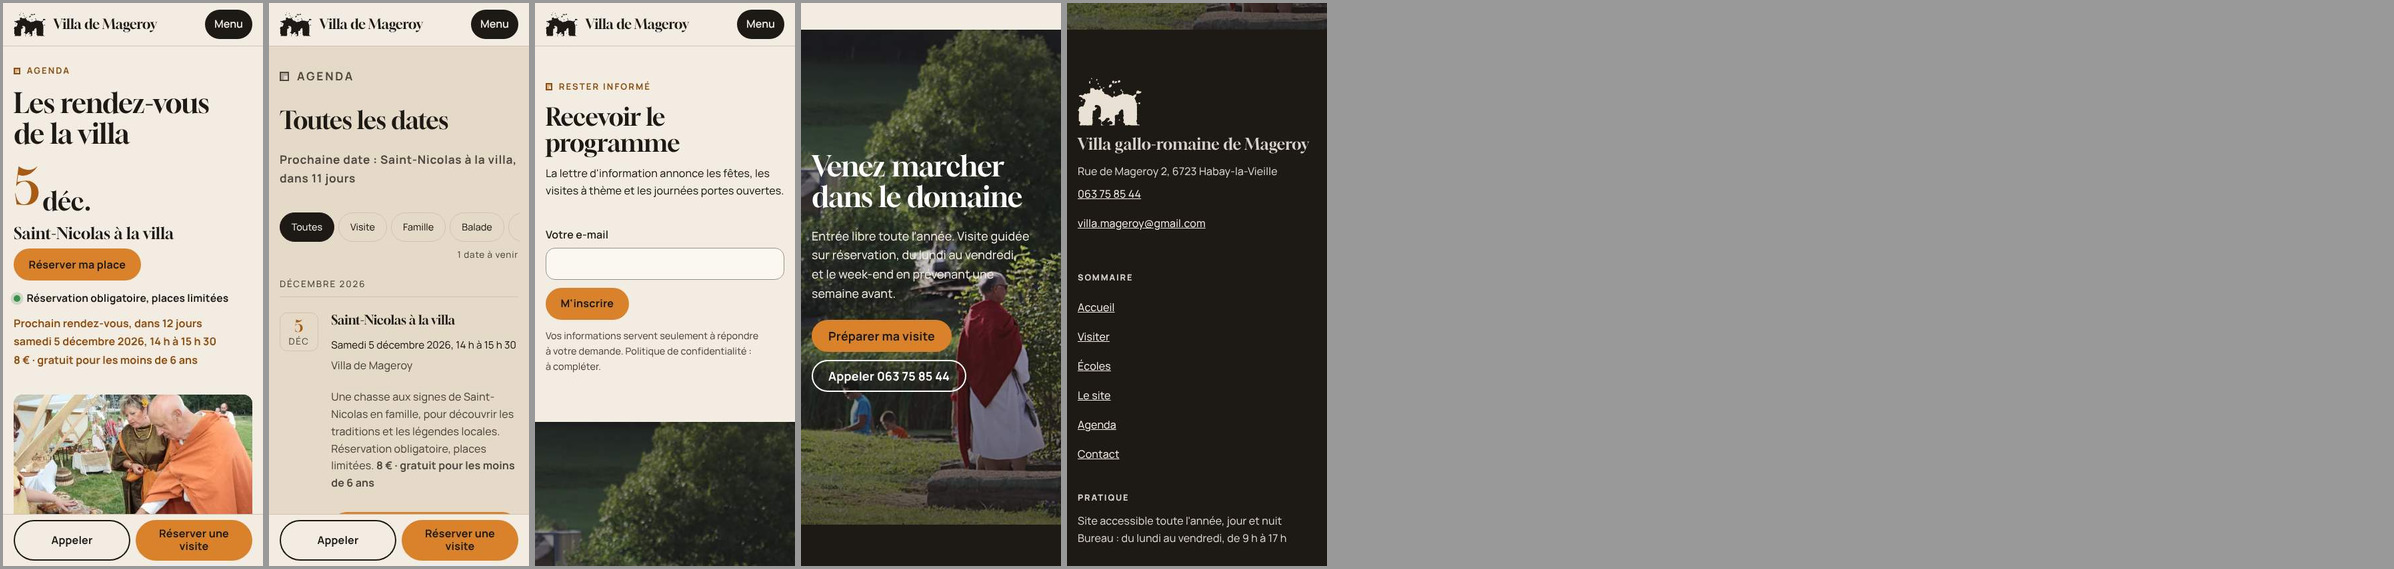 Villa de Mageroy
Menu
AGENDA
Les rendez-vous
de la villa
5 déc.
Saint-Nicolas à la villa
Réserver ma place
Réservation obligatoire, places limitées
Prochain rendez-vous, dans 12 jours
samedi 5 décembre 2026, 14 h à 15 h 30
8 € · gratuit pour les moins de 6 ans
Appeler
Réserver une
visite
Villa de Mageroy
Menu
AGENDA
Toutes les dates
Prochaine date : Saint-Nicolas à la villa,
dans 11 jours
Toutes
Visite
Famille
Balade
1 date à venir
DÉCEMBRE 2026
5
DÉC
Saint-Nicolas à la villa
Samedi 5 décembre 2026, 14 h à 15 h 30
Villa de Mageroy
Une chasse aux signes de Saint-
Nicolas en famille, pour découvrir les
traditions et les légendes locales.
Réservation obligatoire, places
limitées. 8 € · gratuit pour les moins
de 6 ans
Appeler
Réserver une
visite
Villa de Mageroy
Menu
RESTER INFORMÉ
Recevoir le
programme
La lettre d'information annonce les fêtes, les
visites à thème et les journées portes ouvertes.
Votre e-mail
M'inscrire
Vos informations servent seulement à répondre
à votre demande. Politique de confidentialité :
à compléter.
Venez marcher
dans le domaine
Entrée libre toute l'année. Visite guidée
sur réservation, du lundi au vendredi,
et le week-end en prévenant une
semaine avant.
Préparer ma visite
Appeler 063 75 85 44
Villa gallo-romaine de Mageroy
Rue de Mageroy 2, 6723 Habay-la-Vieille
063 75 85 44
villa.mageroy@gmail.com
SOMMAIRE
Accueil
Visiter
Écoles
Le site
Agenda
Contact
PRATIQUE
Site accessible toute l'année, jour et nuit
Bureau : du lundi au vendredi, de 9 h à 17 h